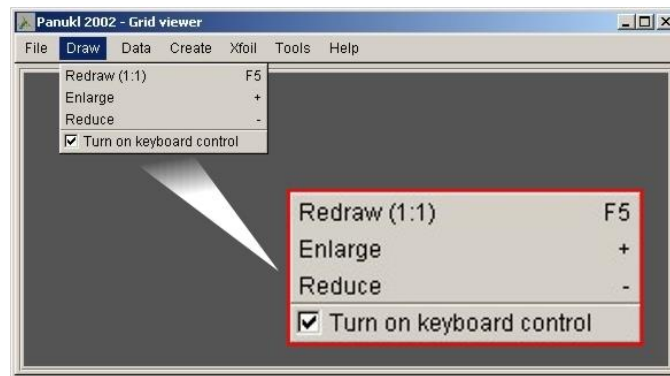 Panukl 2002 - Grid viewer
File Draw Data Create Xfoil Tools Help
Redraw (1:1) F5
Enlarge +
Reduce -
Turn on keyboard control
Redraw (1:1) F5
Enlarge +
Reduce -
Turn on keyboard control